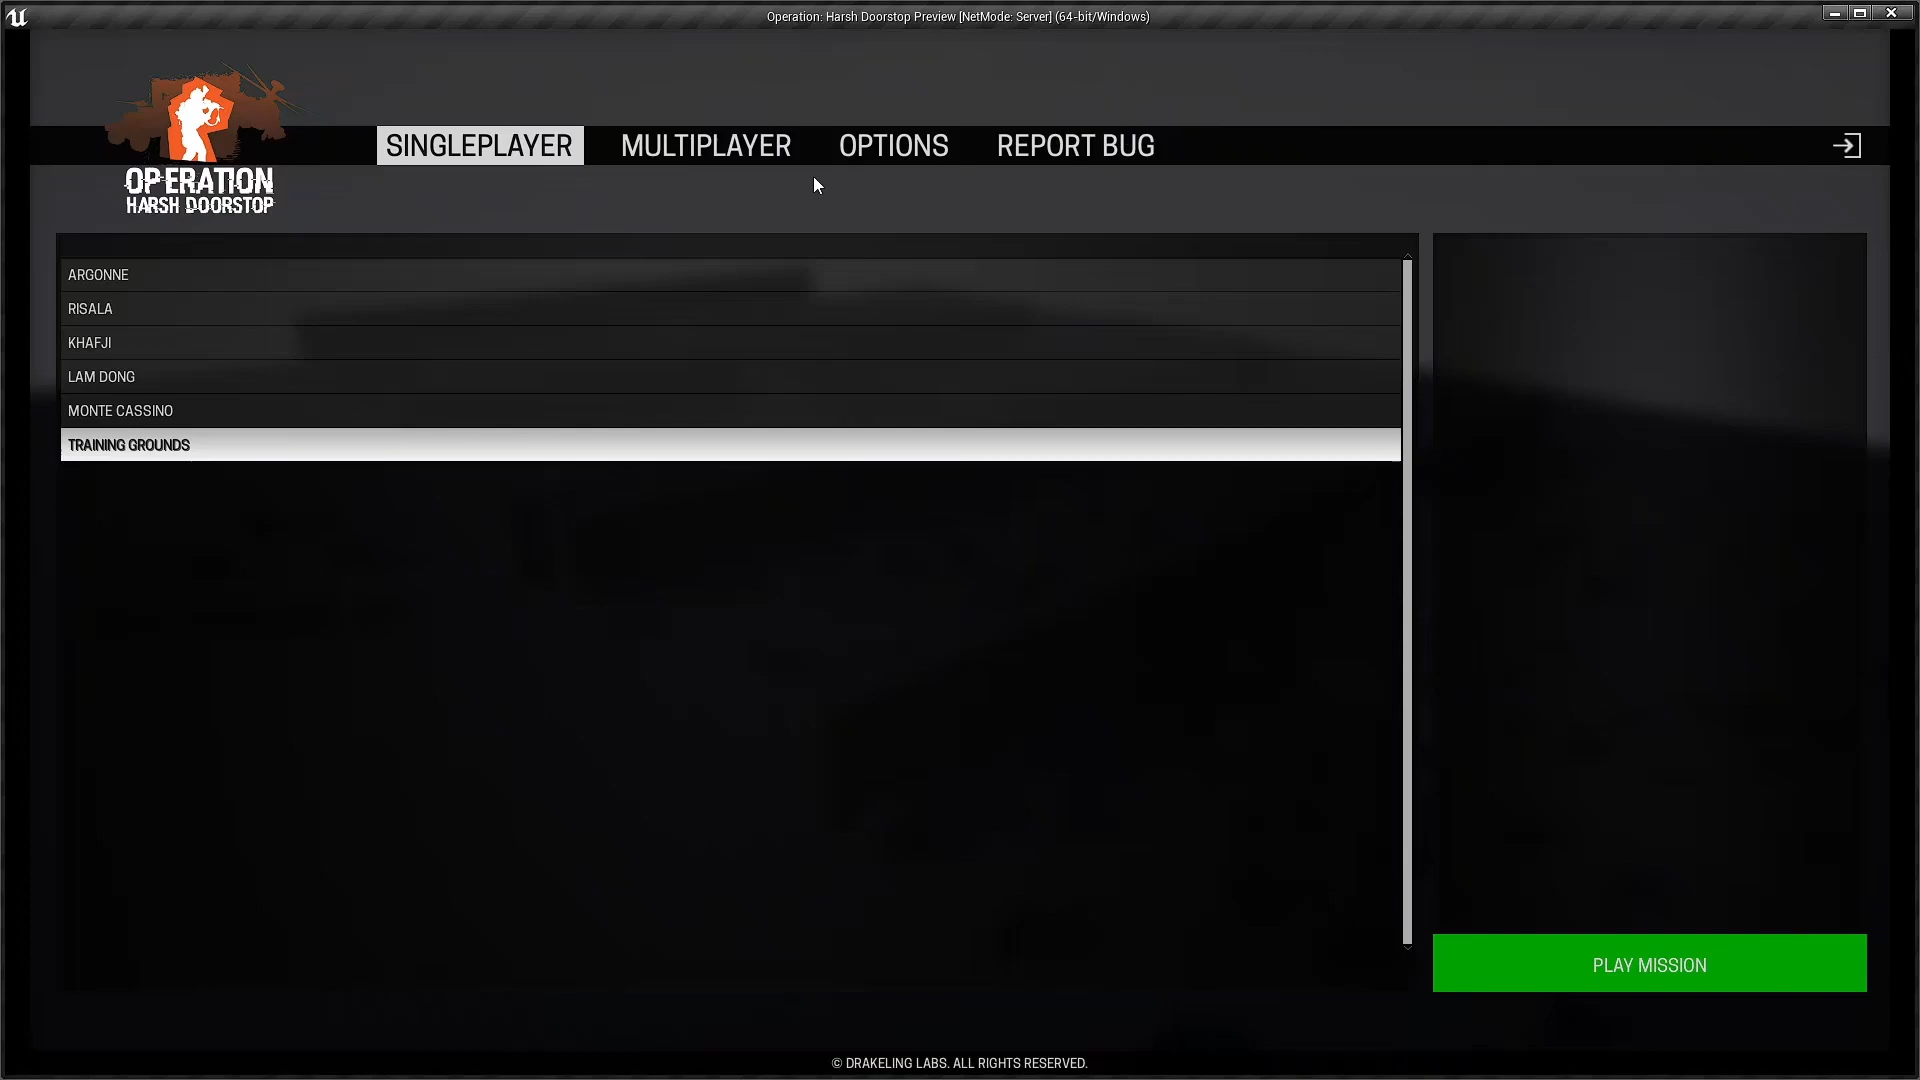 Operation: Harsh Doorstop Preview [NetMode: Server] (64-bit/Windows)
SINGLEPLAYER MULTIPLAYER OPTIONS REPORT BUG
OPERATION
HARSH DOORSTOP
ARGONNE
RISALA
KHAFJI
LAM DONG
MONTE CASSINO
TRAINING GROUNDS
PLAY MISSION
© DRAKELING LABS. ALL RIGHTS RESERVED.